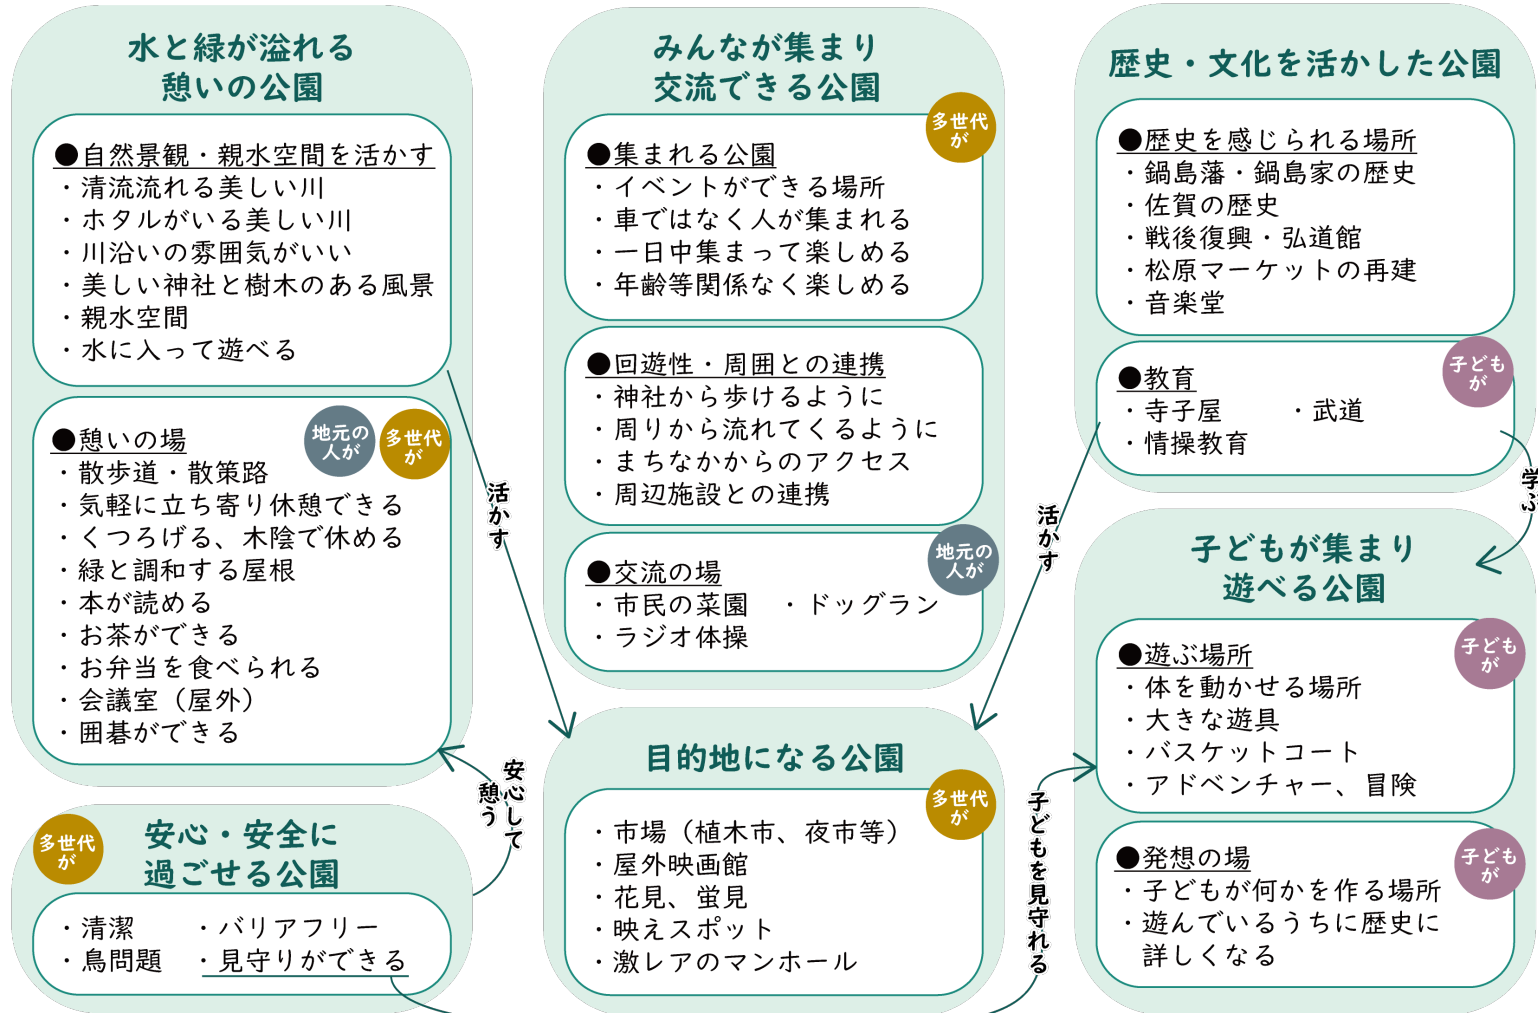 水と緑が溢れる
憩いの公園
●自然景観・親水空間を活かす
・清流流れる美しい川
・ホタルがいる美しい川
・川沿いの雰囲気がいい
・美しい神社と樹木のある風景
・親水空間
・水に入って遊べる
地元の
人が
多世代
が
●憩いの場
・散歩道・散策路
・気軽に立ち寄り休憩できる
・くつろげる、木陰で休める
・緑と調和する屋根
・本が読める
・お茶ができる
・お弁当を食べられる
・会議室（屋外）
・囲碁ができる
安心して
憩う
多世代
が
安心・安全に
過ごせる公園
・清潔 ・バリアフリー
・鳥問題 ・見守りができる
活かす
みんなが集まり
交流できる公園
多世代
が
●集まれる公園
・イベントができる場所
・車ではなく人が集まれる
・一日中集まって楽しめる
・年齢等関係なく楽しめる
●回遊性・周囲との連携
・神社から歩けるように
・周りから流れてくるように
・まちなかからのアクセス
・周辺施設との連携
地元の
人が
●交流の場
・市民の菜園 ・ドッグラン
・ラジオ体操
目的地になる公園
多世代
が
・市場（植木市、夜市等）
・屋外映画館
・花見、蛍見
・映えスポット
・激レアのマンホール
活かす
子どもを見守れる
歴史・文化を活かした公園
●歴史を感じられる場所
・鍋島藩・鍋島家の歴史
・佐賀の歴史
・戦後復興・弘道館
・松原マーケットの再建
・音楽堂
子ども
が
●教育
・寺子屋 ・武道
・情操教育
学ぶ
子どもが集まり
遊べる公園
子ども
が
●遊ぶ場所
・体を動かせる場所
・大きな遊具
・バスケットコート
・アドベンチャー、冒険
子ども
が
●発想の場
・子どもが何かを作る場所
・遊んでいるうちに歴史に
詳しくなる